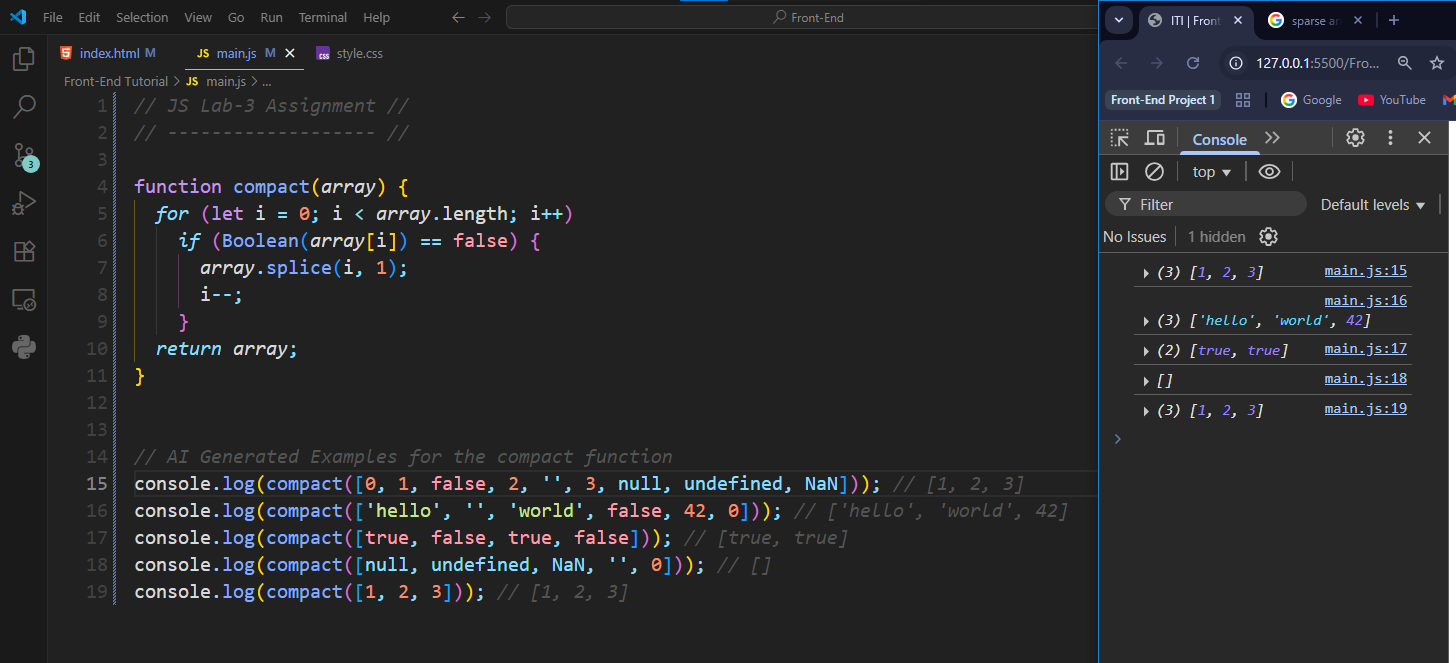 File Edit Selection View Go Run Terminal Help
Front-End
index.html M
JS main.js M
CSS style.css
Front-End Tutorial > JS main.js > ...
3
1 // JS Lab-3 Assignment //
2 // ------------------- //
3
4 function compact(array) {
5 for (let i = 0; i < array.length; i++)
6 if (Boolean(array[i]) == false) {
7 array.splice(i, 1);
8 i--;
9 }
10 return array;
11 }
12
13
14 // AI Generated Examples for the compact function
15 console.log(compact([0, 1, false, 2, '', 3, null, undefined, NaN])); // [1, 2, 3]
16 console.log(compact(['hello', '', 'world', false, 42, 0])); // ['hello', 'world', 42]
17 console.log(compact([true, false, true, false])); // [true, true]
18 console.log(compact([null, undefined, NaN, '', 0])); // []
19 console.log(compact([1, 2, 3])); // [1, 2, 3]
ITI | Front
sparse ar
127.0.0.1:5500/Fro...
Front-End Project 1
Google
YouTube
Console
top
Filter
Default levels
No Issues
1 hidden
(3) [1, 2, 3] main.js:15
main.js:16
(3) ['hello', 'world', 42]
(2) [true, true] main.js:17
[] main.js:18
(3) [1, 2, 3] main.js:19